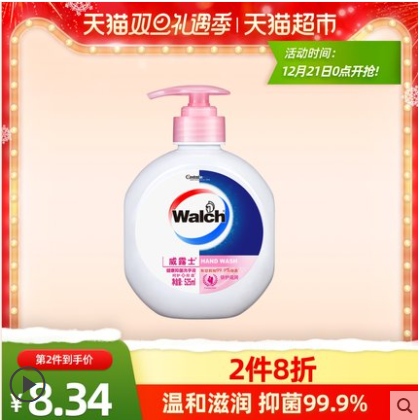 天猫双旦礼遇季 天猫超市
活动时间:
12月21日0点开抢!
Walch
威露士
HAND WASH
525ml
第2件到手价
¥8.34
2件8折
温和滋润 抑菌99.9%